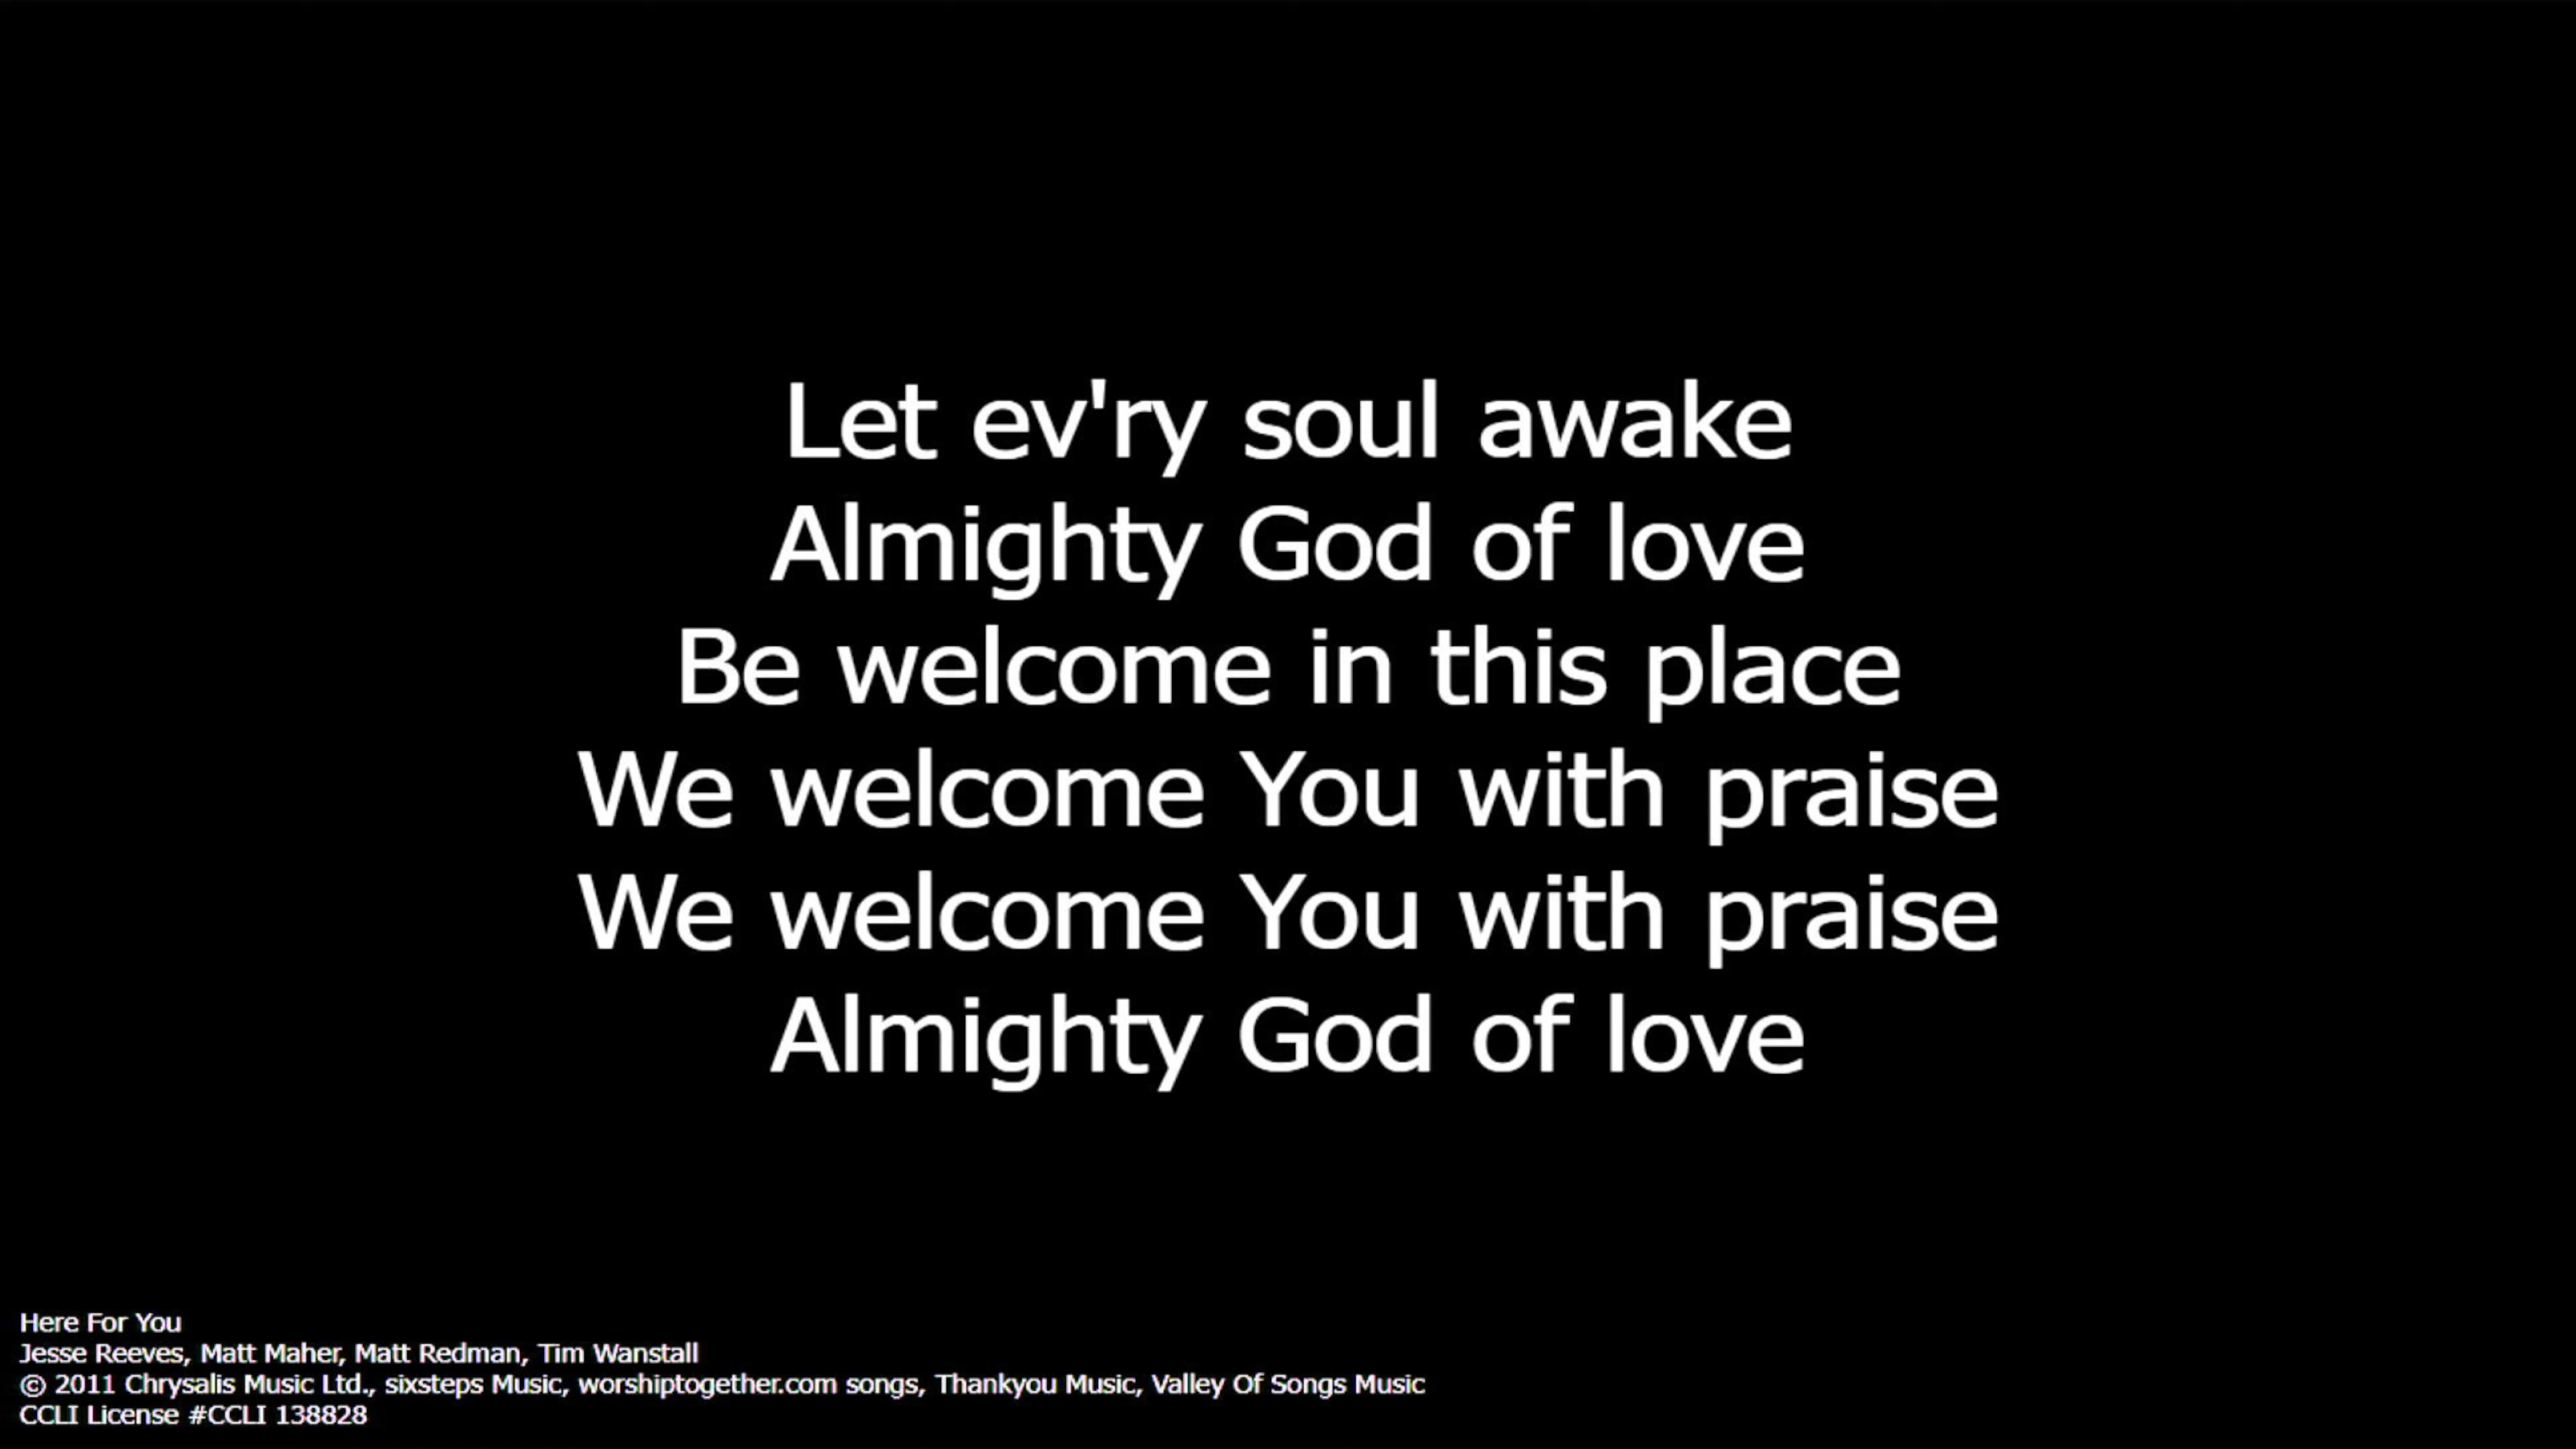 Let ev'ry soul awake
Almighty God of love
Be welcome in this place
We welcome You with praise
We welcome You with praise
Almighty God of love
Here For You
Jesse Reeves, Matt Maher, Matt Redman, Tim Wanstall
© 2011 Chrysalis Music Ltd., sixsteps Music, worshiptogether.com songs, Thankyou Music, Valley Of Songs Music
CCLI License #CCLI 138828